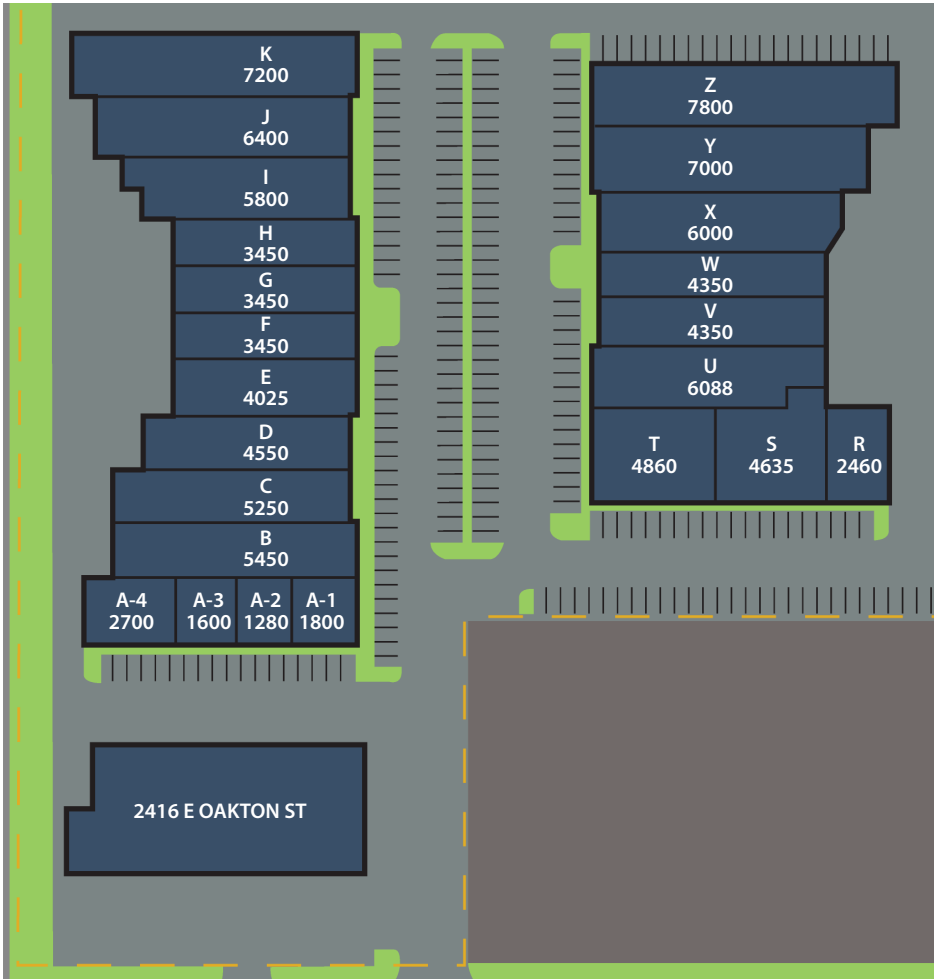 K
7200
J
6400
I
5800
H
3450
G
3450
F
3450
E
4025
D
4550
C
5250
B
5450
A-4
2700
A-3
1600
A-2
1280
A-1
1800
2416 E OAKTON ST
Z
7800
Y
7000
X
6000
W
4350
V
4350
U
6088
T
4860
S
4635
R
2460